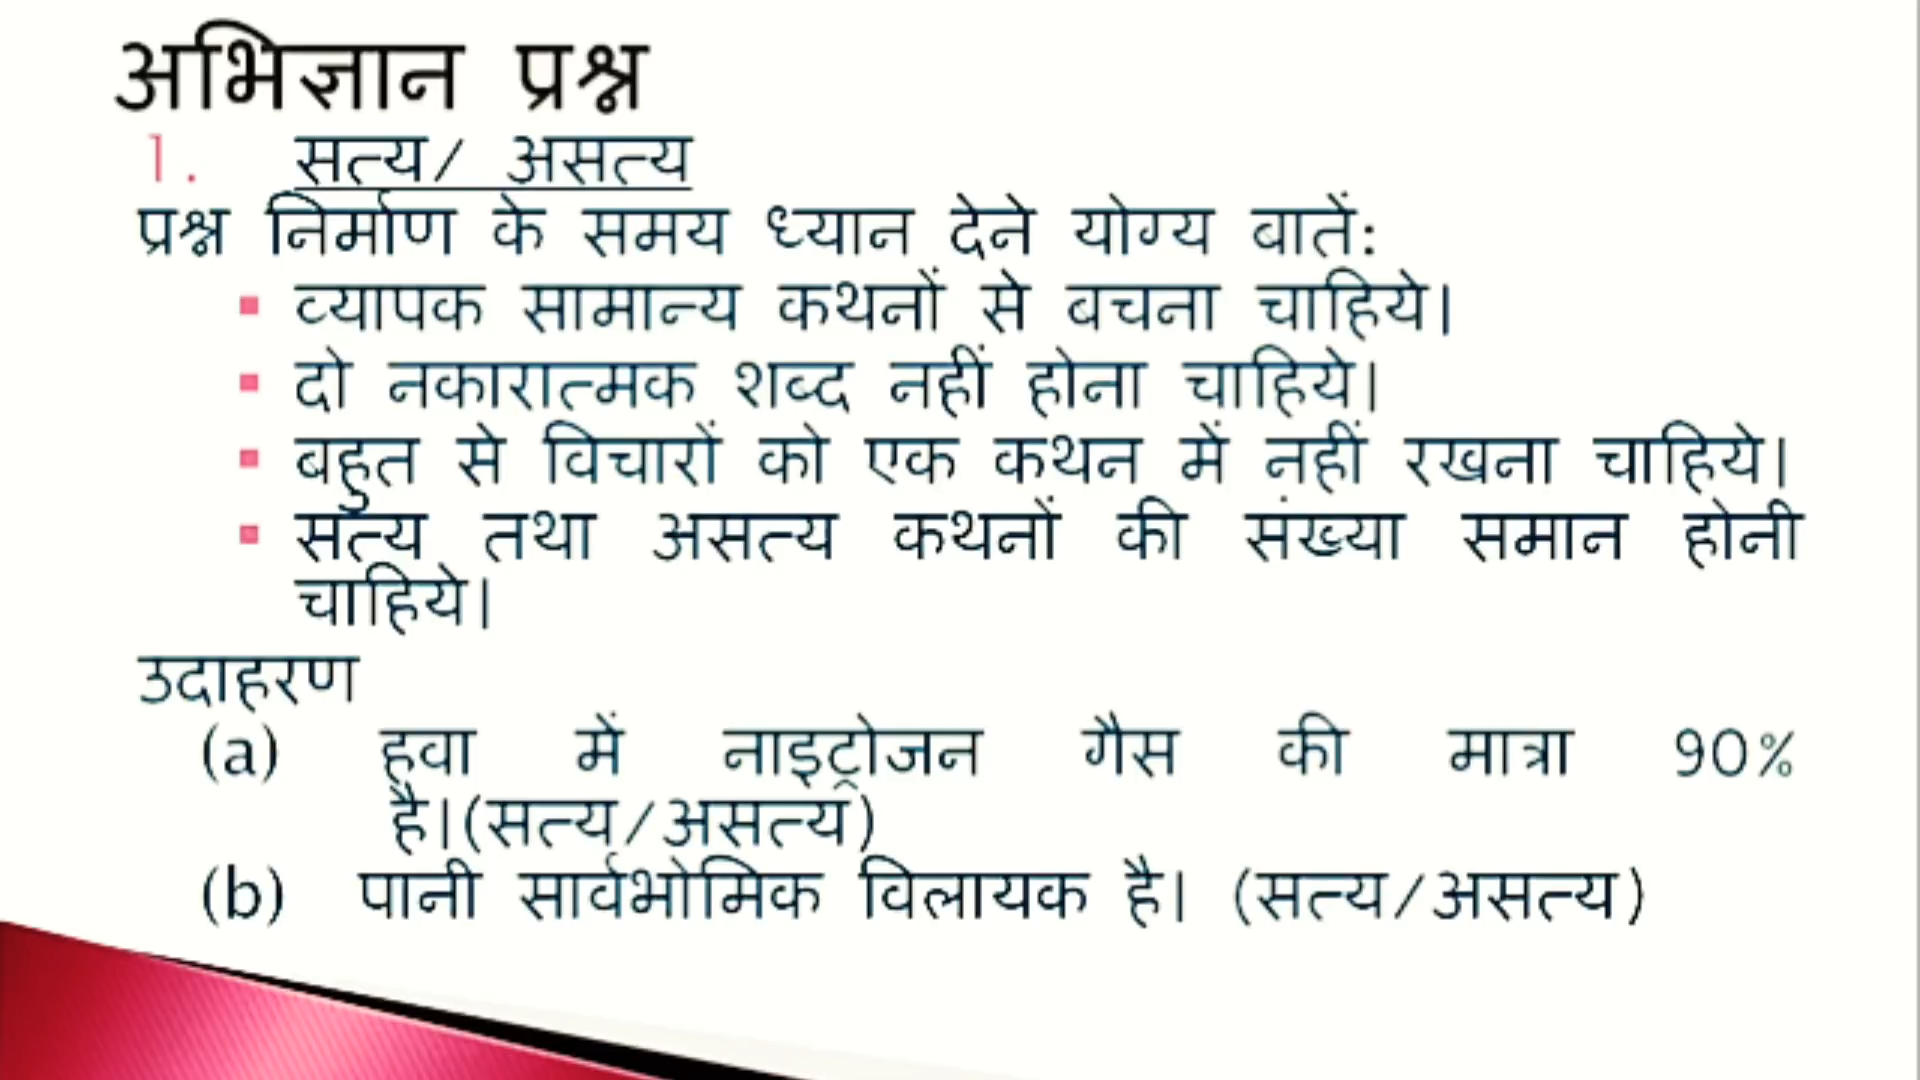 अभिज्ञान प्रश्न
1. सत्य/ असत्य
प्रश्न निर्माण के समय ध्यान देने योग्य बातें:
▪ व्यापक सामान्य कथनों से बचना चाहिये।
▪ दो नकारात्मक शब्द नहीं होना चाहिये।
▪ बहुत से विचारों को एक कथन में नहीं रखना चाहिये।
▪ सत्य तथा असत्य कथनों की संख्या समान होनी
चाहिये।
उदाहरण
(a) हवा में नाइट्रोजन गैस की मात्रा 90%
है।(सत्य/असत्य)
(b) पानी सार्वभोमिक विलायक है। (सत्य/असत्य)